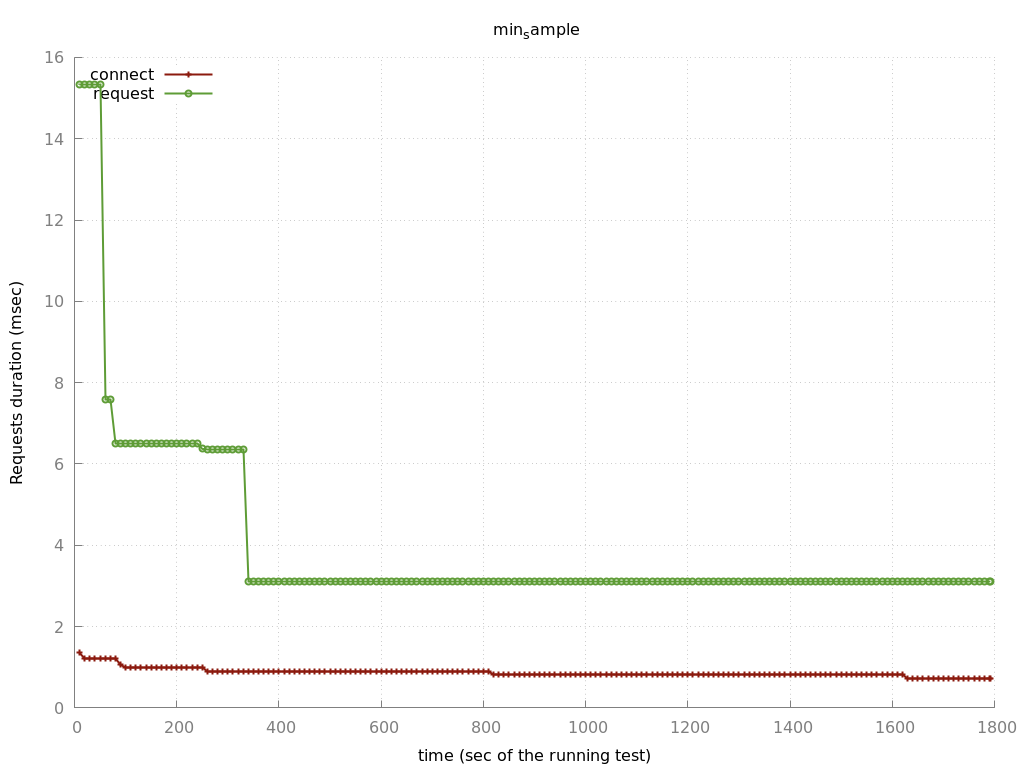 min_sample
connect
request
16
14
12
10
8
6
4
2
0
Requests duration (msec)
0 200 400 600 800 1000 1200 1400 1600 1800
time (sec of the running test)